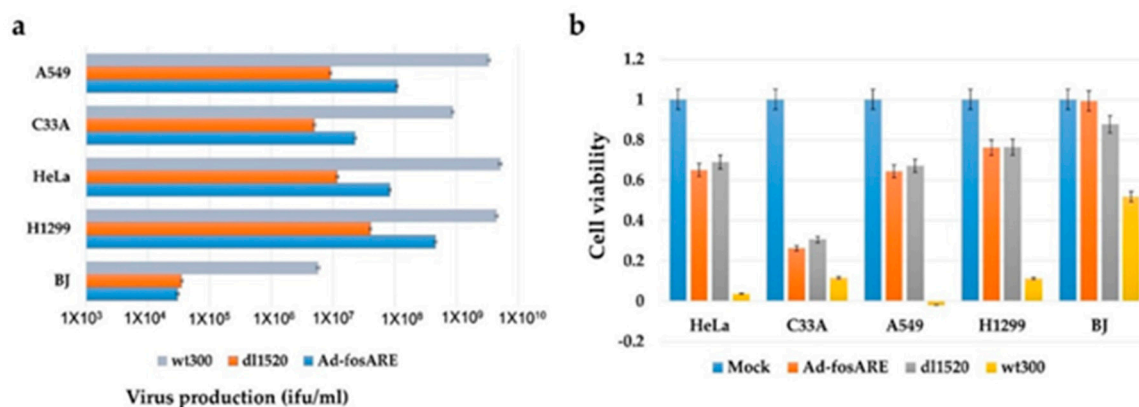 a
A549
C33A
HeLa
H1299
BJ
1X10³ 1X10⁴ 1X10⁵ 1X10⁶ 1X10⁷ 1X10⁸ 1X10⁹ 1X10¹⁰
wt300 dl1520 Ad-fosARE
Virus production (ifu/ml)
b
Cell viability
1.2
1
0.8
0.6
0.4
0.2
0
-0.2
HeLa C33A A549 H1299 BJ
Mock Ad-fosARE dl1520 wt300